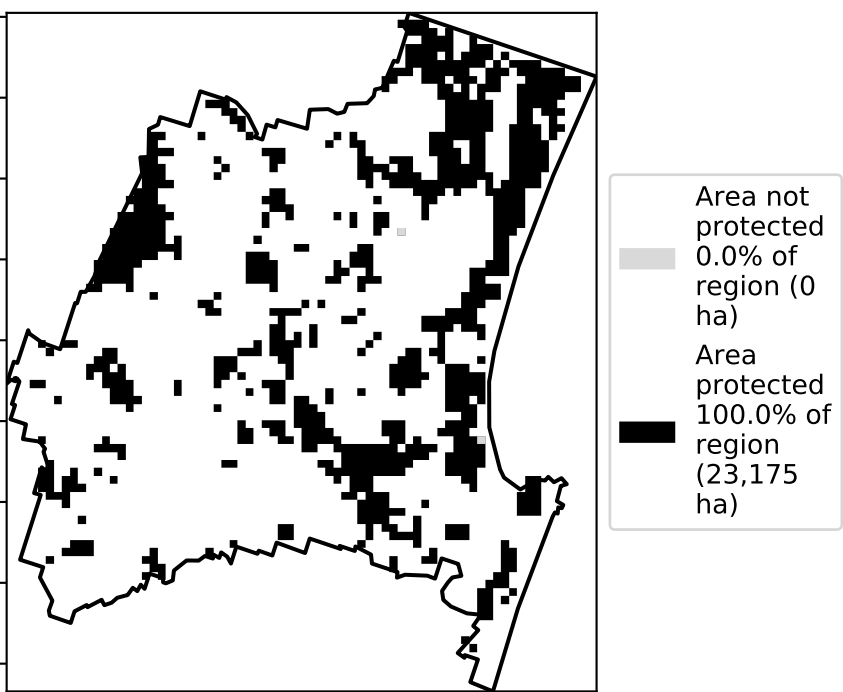 Area not
protected
0.0% of
region (0
ha)
Area
protected
100.0% of
region
(23,175
ha)